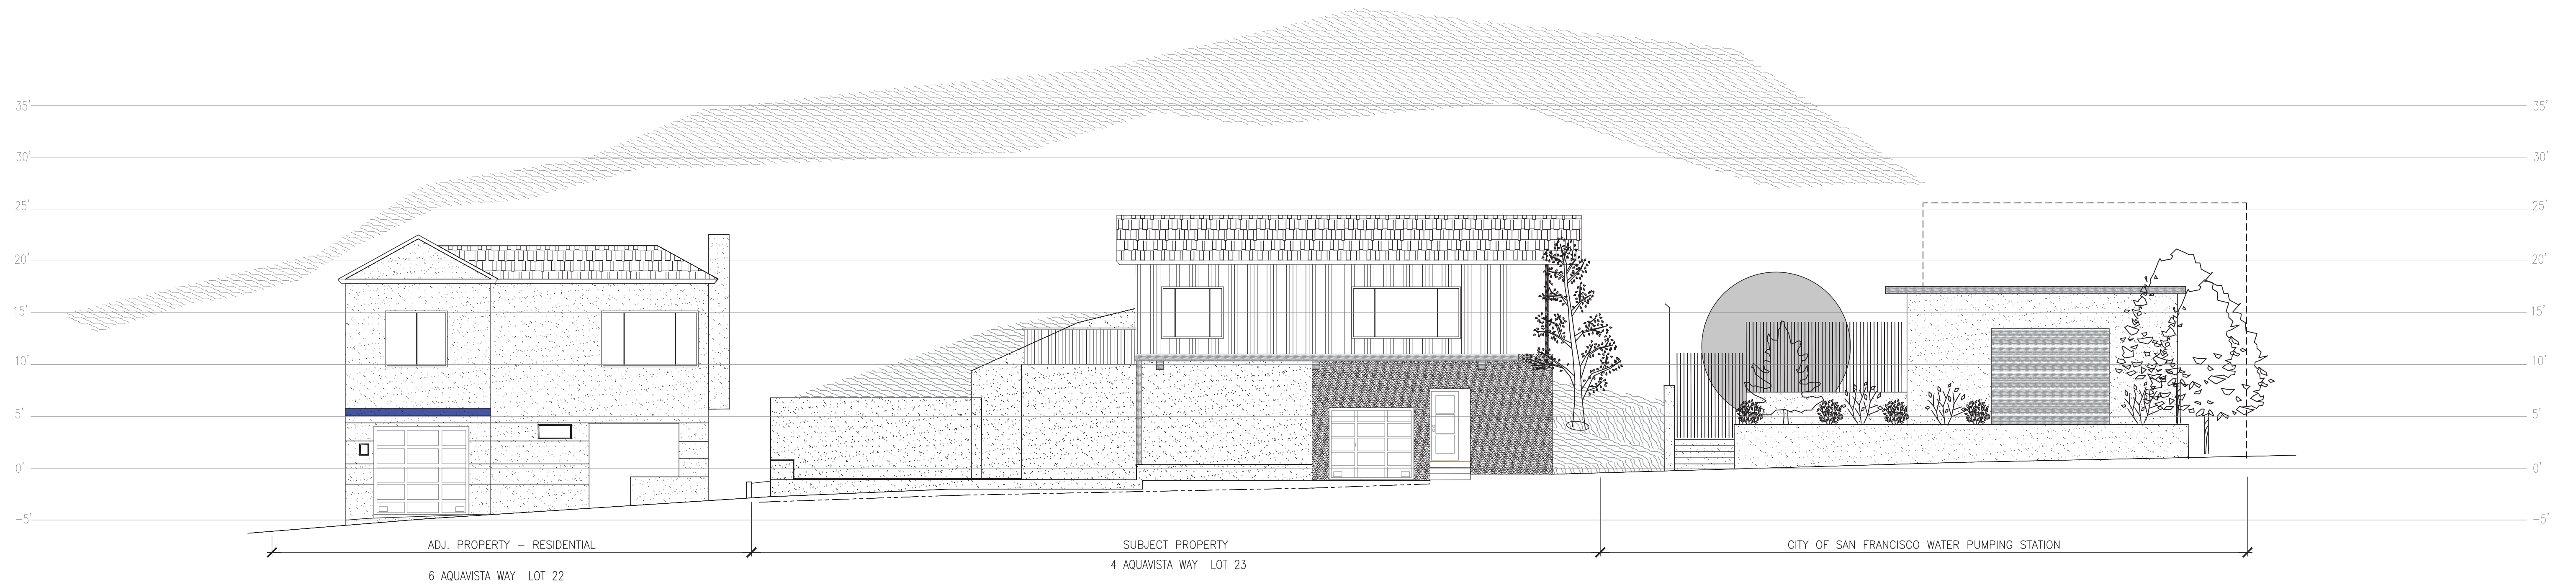 35' 35'
30' 30'
25' 25'
20' 20'
15' 15'
10' 10'
5' 5'
0' 0'
-5' -5'
ADJ. PROPERTY - RESIDENTIAL
6 AQUAVISTA WAY LOT 22
SUBJECT PROPERTY
4 AQUAVISTA WAY LOT 23
CITY OF SAN FRANCISCO WATER PUMPING STATION